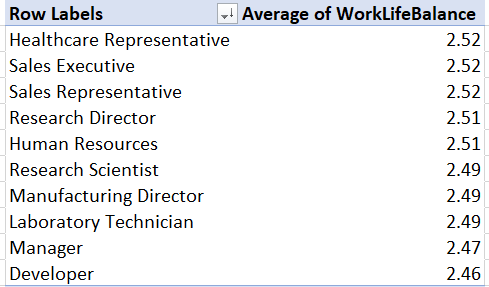 Row Labels Average of WorkLifeBalance
Healthcare Representative 2.52
Sales Executive 2.52
Sales Representative 2.52
Research Director 2.51
Human Resources 2.51
Research Scientist 2.49
Manufacturing Director 2.49
Laboratory Technician 2.49
Manager 2.47
Developer 2.46